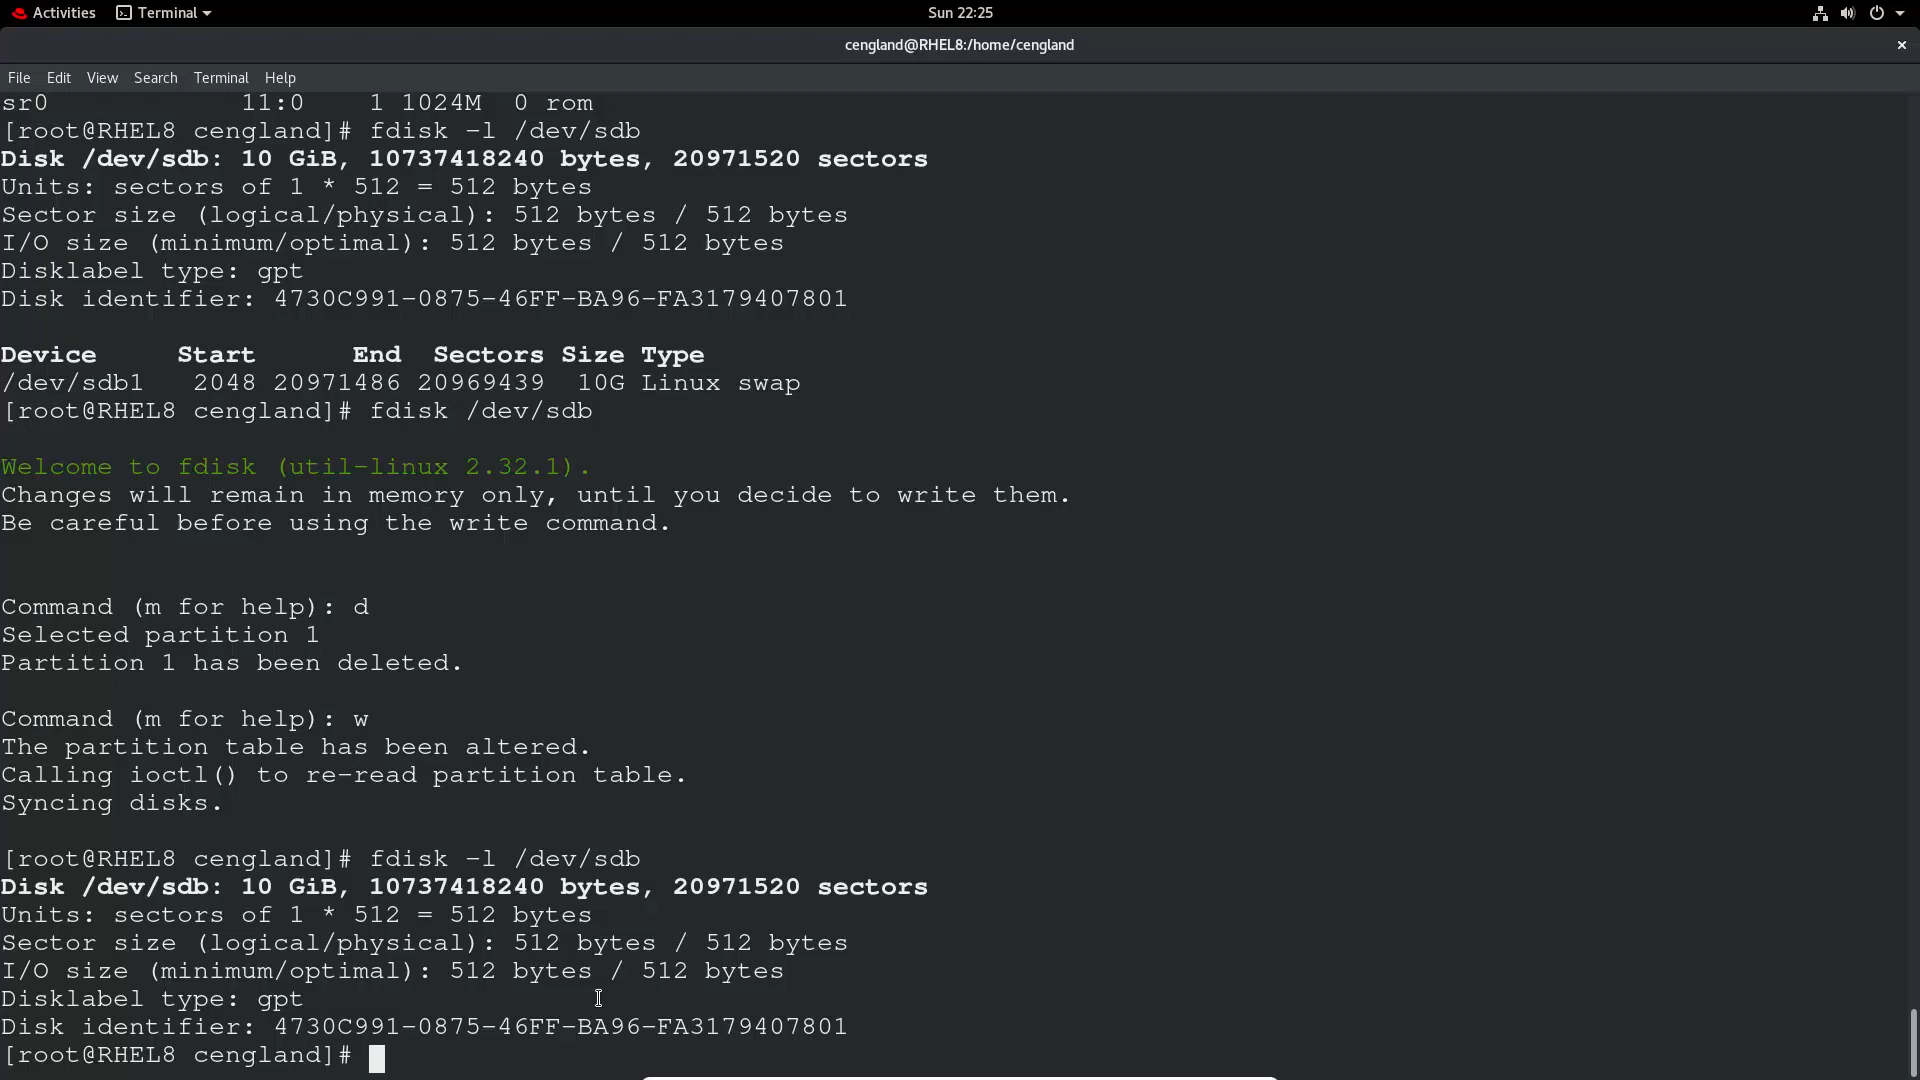 Activities Terminal Sun 22:25
cengland@RHEL8:/home/cengland
File Edit View Search Terminal Help
sr0 11:0 1 1024M 0 rom
[root@RHEL8 cengland]# fdisk -l /dev/sdb
Disk /dev/sdb: 10 GiB, 10737418240 bytes, 20971520 sectors
Units: sectors of 1 * 512 = 512 bytes
Sector size (logical/physical): 512 bytes / 512 bytes
I/O size (minimum/optimal): 512 bytes / 512 bytes
Disklabel type: gpt
Disk identifier: 4730C991-0875-46FF-BA96-FA3179407801
Device Start End Sectors Size Type
/dev/sdb1 2048 20971486 20969439 10G Linux swap
[root@RHEL8 cengland]# fdisk /dev/sdb
Welcome to fdisk (util-linux 2.32.1).
Changes will remain in memory only, until you decide to write them.
Be careful before using the write command.
Command (m for help): d
Selected partition 1
Partition 1 has been deleted.
Command (m for help): w
The partition table has been altered.
Calling ioctl() to re-read partition table.
Syncing disks.
[root@RHEL8 cengland]# fdisk -l /dev/sdb
Disk /dev/sdb: 10 GiB, 10737418240 bytes, 20971520 sectors
Units: sectors of 1 * 512 = 512 bytes
Sector size (logical/physical): 512 bytes / 512 bytes
I/O size (minimum/optimal): 512 bytes / 512 bytes
Disklabel type: gpt
Disk identifier: 4730C991-0875-46FF-BA96-FA3179407801
[root@RHEL8 cengland]#